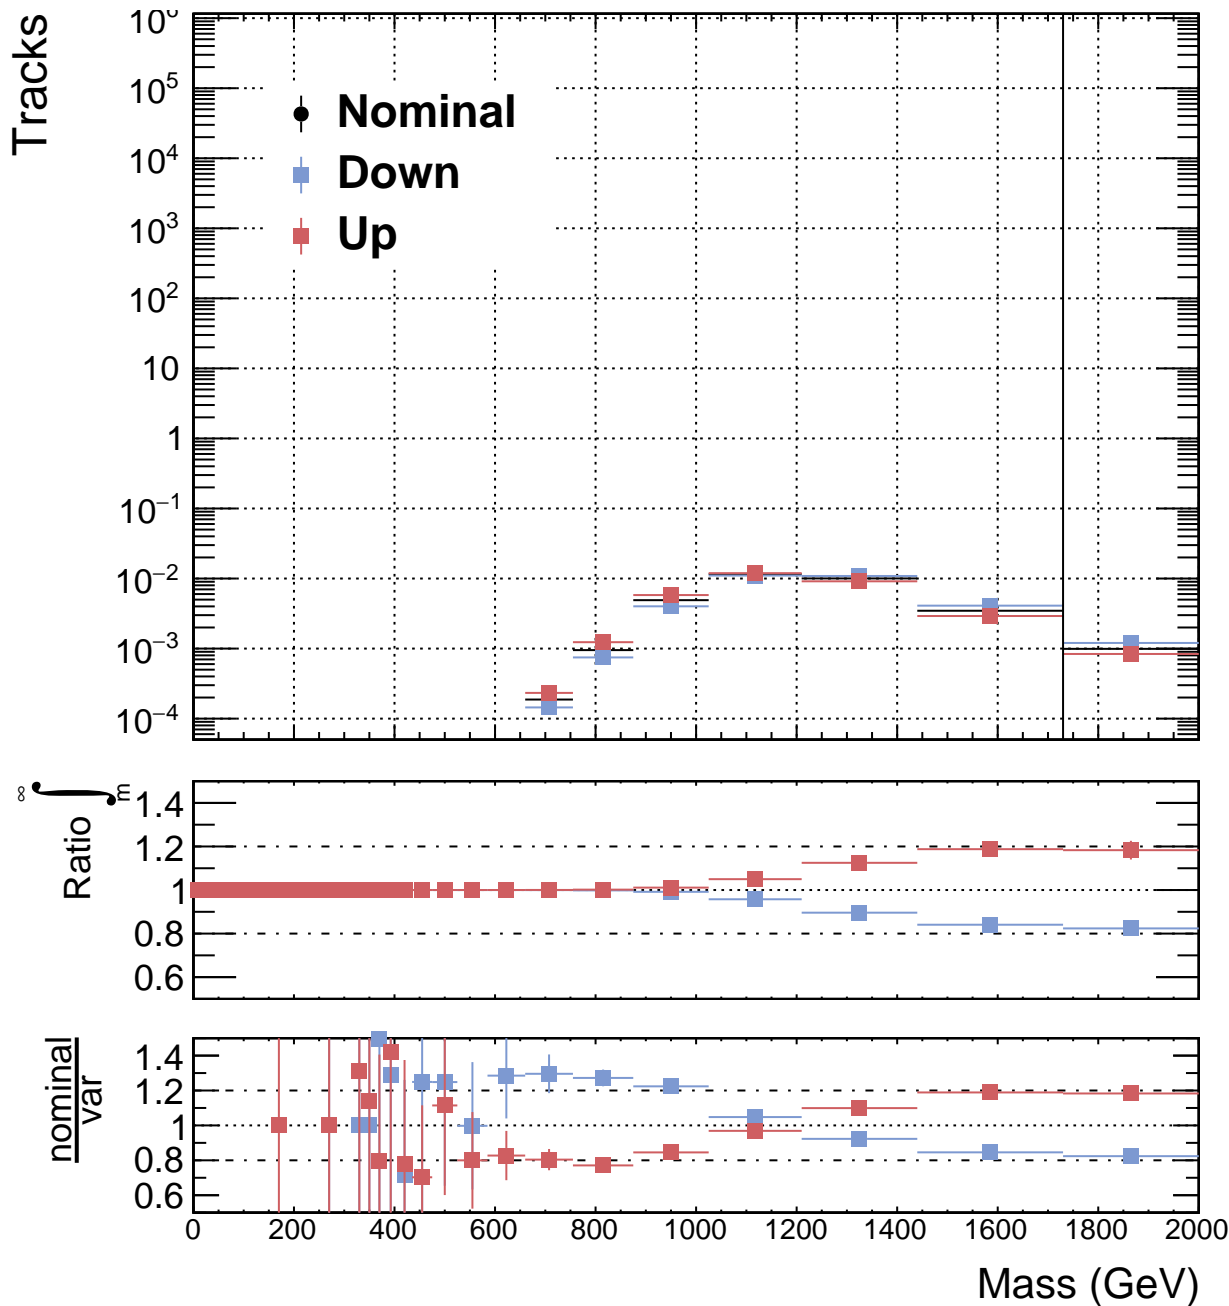 Tracks
10⁶
10⁵
10⁴
10³
10²
10
1
10⁻¹
10⁻²
10⁻³
10⁻⁴
Nominal
Down
Up
Ratio ∫ m ∞
1.4
1.2
1
0.8
0.6
nominal
var
1.4
1.2
1
0.8
0.6
0 200 400 600 800 1000 1200 1400 1600 1800 2000
Mass (GeV)